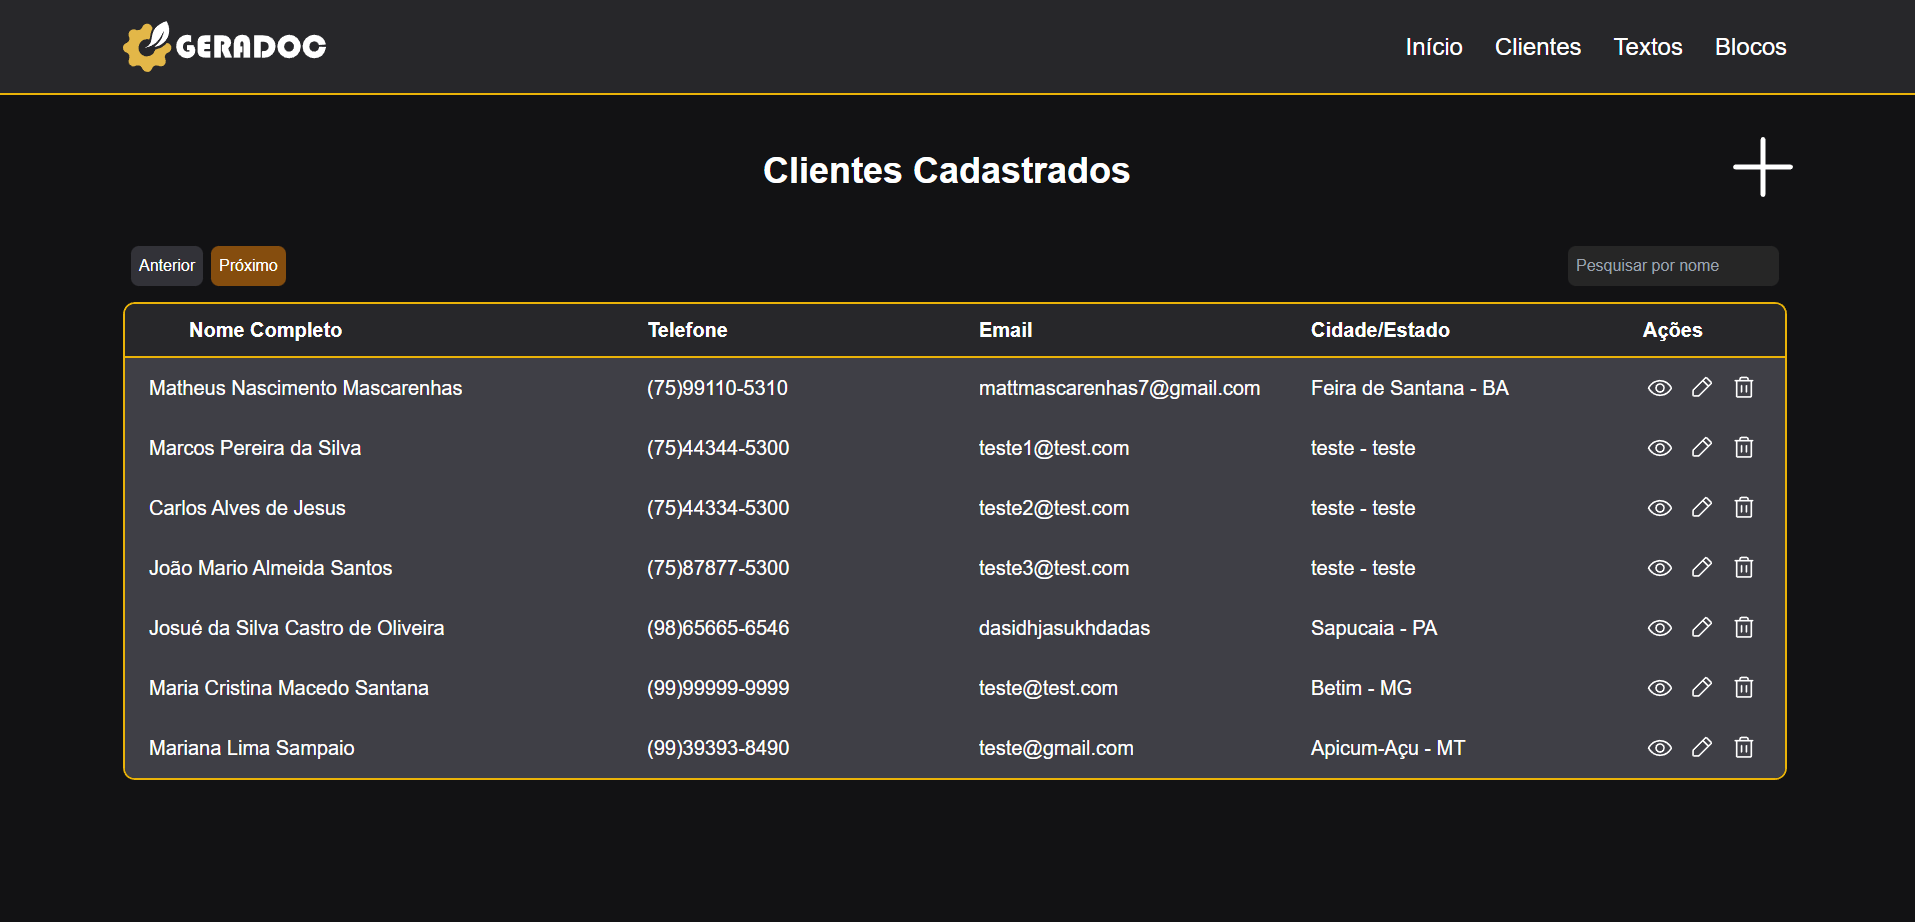 GERADOC
Início Clientes Textos Blocos
Clientes Cadastrados
Anterior Próximo Pesquisar por nome
Nome Completo Telefone Email Cidade/Estado Ações
Matheus Nascimento Mascarenhas (75)99110-5310 mattmascarenhas7@gmail.com Feira de Santana - BA
Marcos Pereira da Silva (75)44344-5300 teste1@test.com teste - teste
Carlos Alves de Jesus (75)44334-5300 teste2@test.com teste - teste
João Mario Almeida Santos (75)87877-5300 teste3@test.com teste - teste
Josué da Silva Castro de Oliveira (98)65665-6546 dasidhjasukhdadas Sapucaia - PA
Maria Cristina Macedo Santana (99)99999-9999 teste@test.com Betim - MG
Mariana Lima Sampaio (99)39393-8490 teste@gmail.com Apicum-Açu - MT